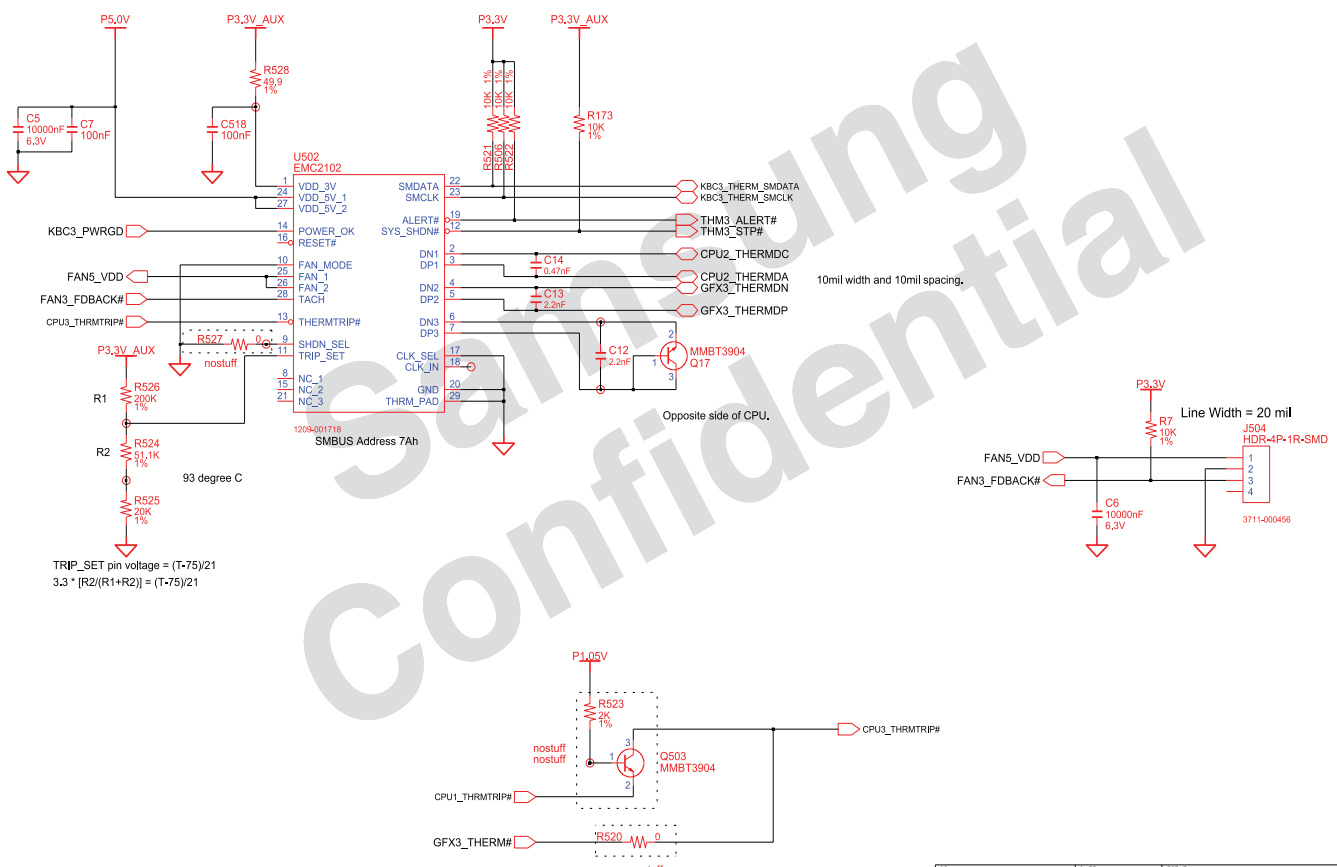 P5.0V
P3.3V_AUX
P3.3V
P3.3V_AUX
R528
49.9
1%
C5
10000nF
6.3V
C7
100nF
C518
100nF
10K 1%
10K 1%
10K 1%
R521
R506
R522
R173
10K
1%
U502
EMC2102
1 VDD_3V
24 VDD_5V_1
27 VDD_5V_2
14 POWER_OK
16 RESET#
10 FAN_MODE
25 FAN_1
26 FAN_2
28 TACH
13 THERMTRIP#
9 SHDN_SEL
11 TRIP_SET
8 NC_1
15 NC_2
21 NC_3
SMDATA 22
SMCLK 23
ALERT# 19
SYS_SHDN# 12
DN1 2
DP1 3
DN2 4
DP2 5
DN3 6
DP3 7
CLK_SEL 17
CLK_IN 18
GND 20
THRM_PAD 29
1209-001718
SMBUS Address 7Ah
KBC3_PWRGD
FAN5_VDD
FAN3_FDBACK#
CPU3_THRMTRIP#
R527 0
nostuff
P3.3V_AUX
R1
R526
200K
1%
R2
R524
51.1K
1%
93 degree C
R525
20K
1%
TRIP_SET pin voltage = (T-75)/21
3.3 * [R2/(R1+R2)] = (T-75)/21
KBC3_THERM_SMDATA
KBC3_THERM_SMCLK
THM3_ALERT#
THM3_STP#
CPU2_THERMDC
C14
0.47nF
CPU2_THERMDA
GFX3_THERMDN
C13
2.2nF
GFX3_THERMDP
10mil width and 10mil spacing.
C12
2.2nF
2
1
3
MMBT3904
Q17
Opposite side of CPU.
P3.3V
R7
10K
1%
Line Width = 20 mil
J504
HDR-4P-1R-SMD
FAN5_VDD
FAN3_FDBACK#
1
2
3
4
C6
10000nF
6.3V
3711-000456
P1.05V
R523
2K
1%
nostuff
nostuff
3
1
2
Q503
MMBT3904
CPU3_THRMTRIP#
CPU1_THRMTRIP#
GFX3_THERM#
R520 0
Samsung
Confidential